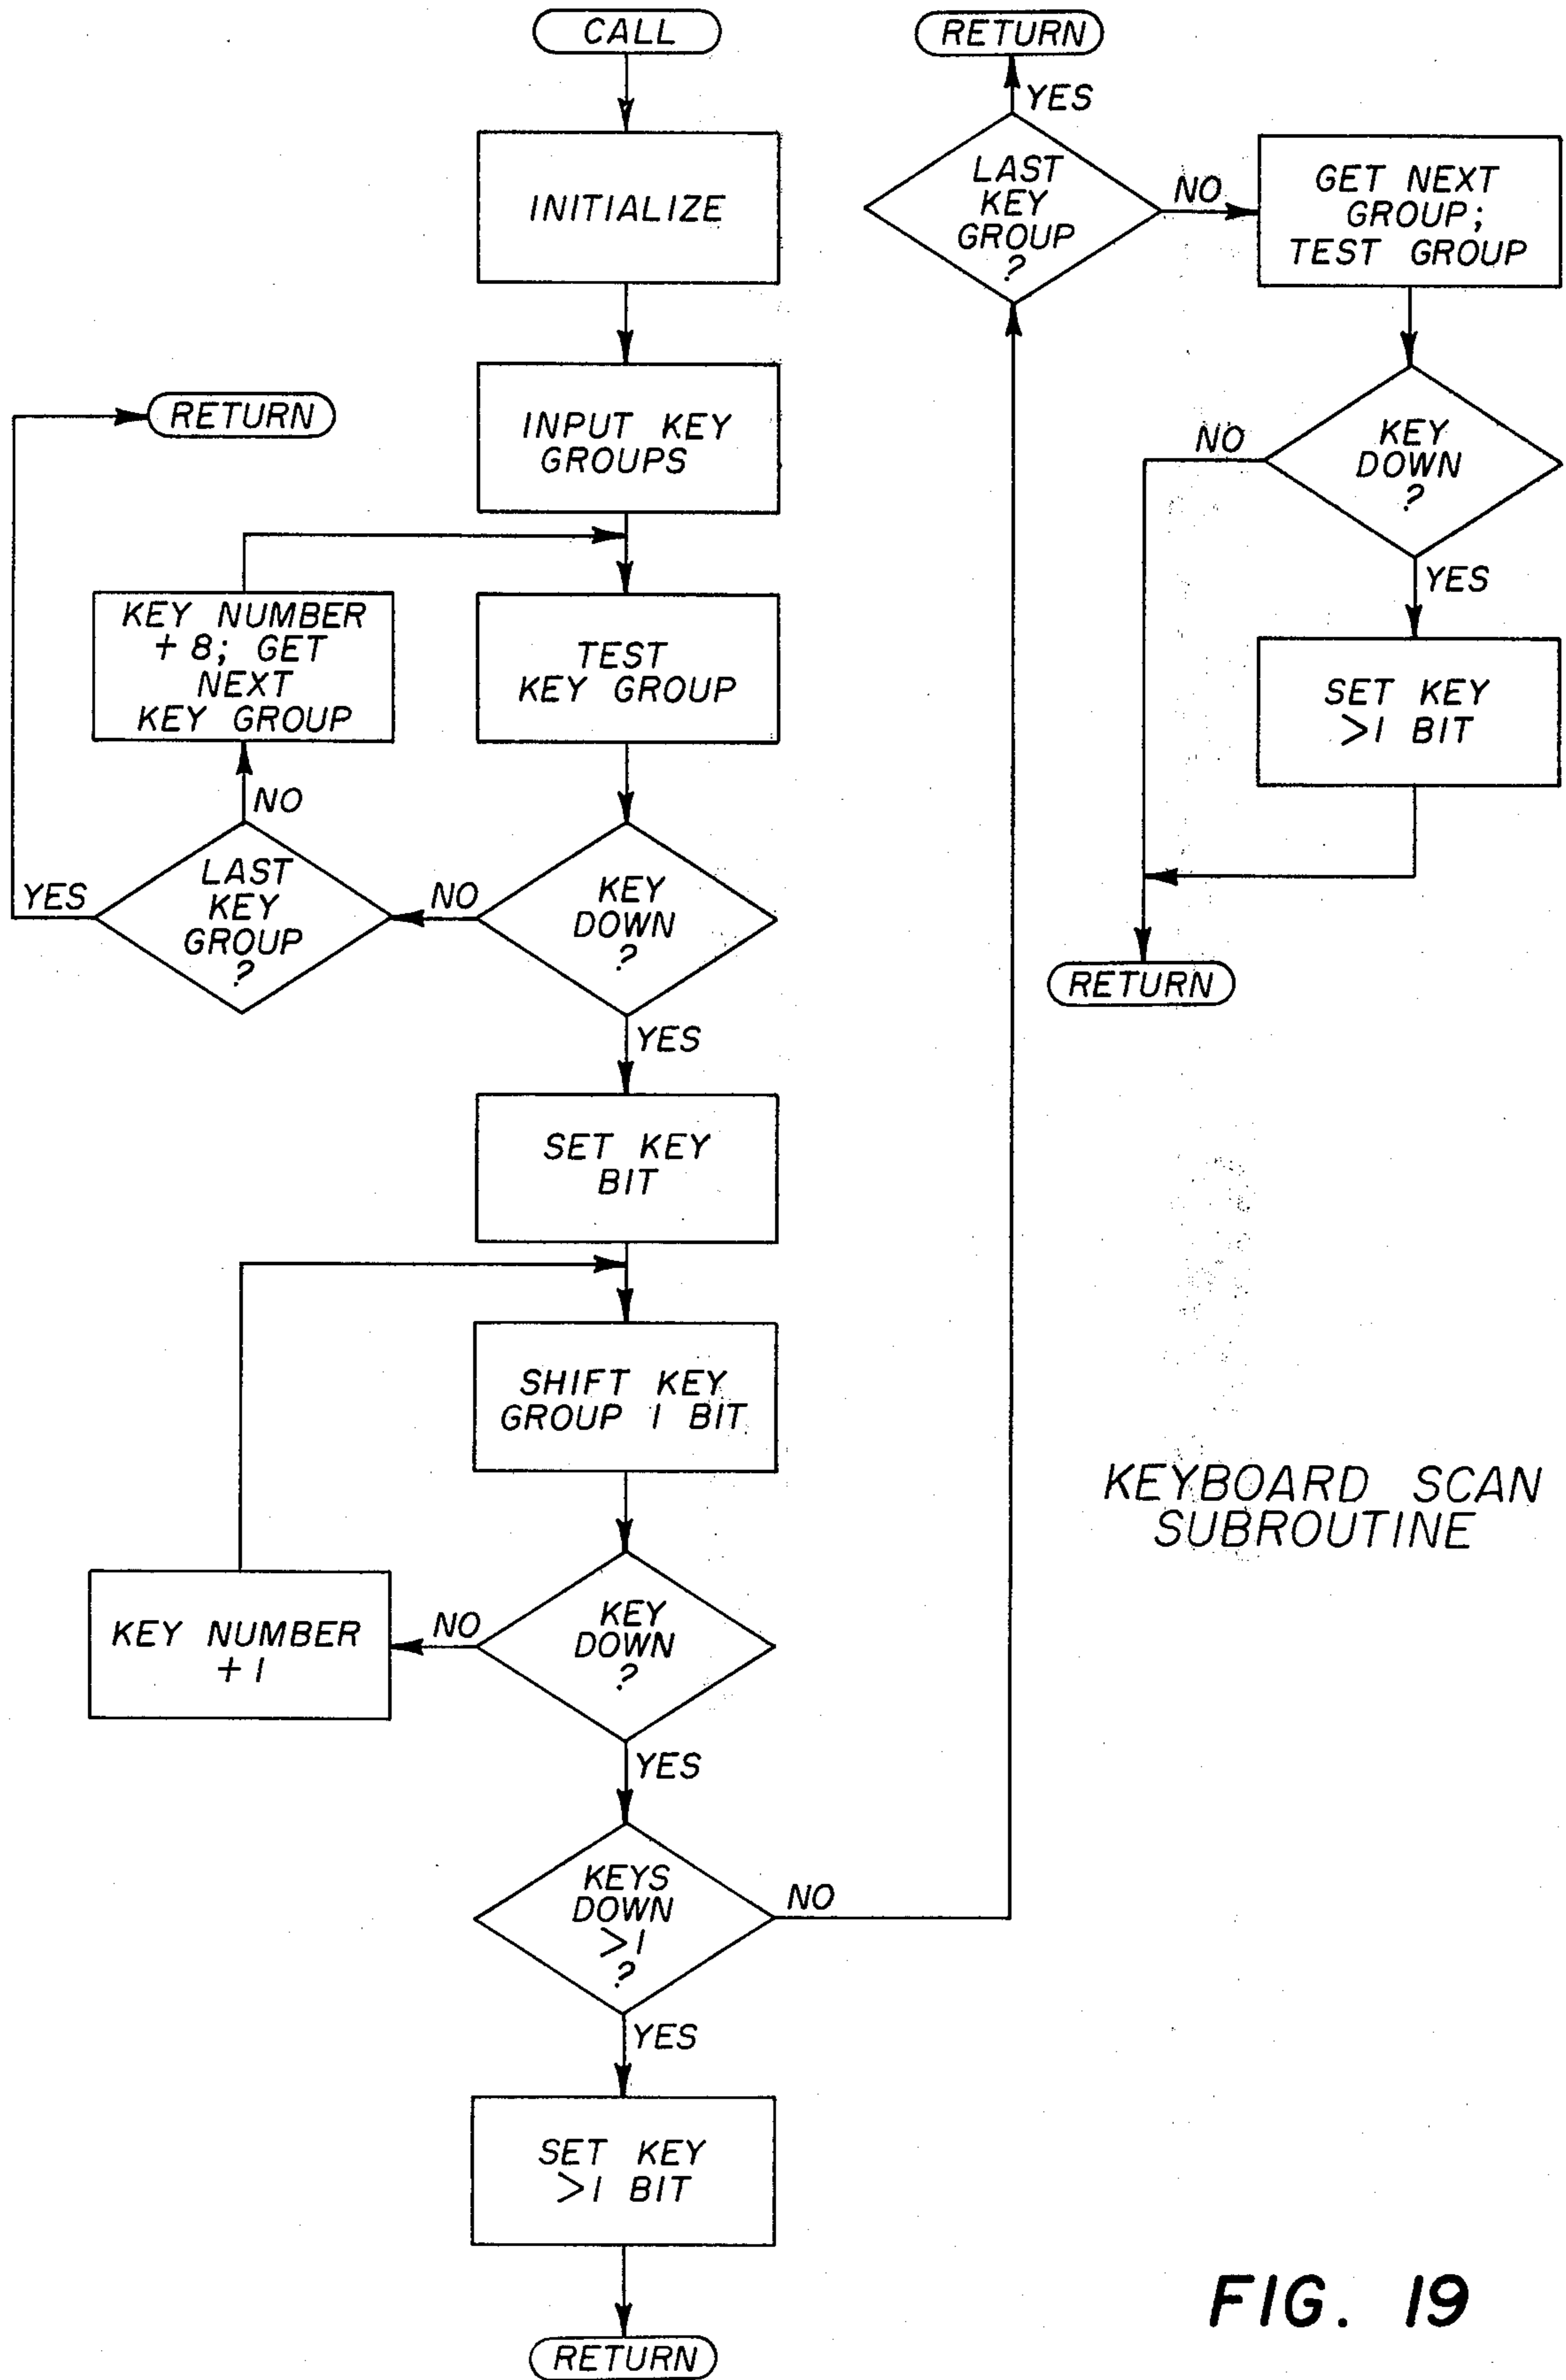 CALL
INITIALIZE
INPUT KEY
GROUPS
RETURN
KEY NUMBER
+ 8; GET
NEXT
KEY GROUP
TEST
KEY GROUP
NO
LAST
KEY
GROUP
?
YES
NO
KEY
DOWN
?
YES
SET KEY
BIT
SHIFT KEY
GROUP 1 BIT
KEY NUMBER
+ 1
NO
KEY
DOWN
?
YES
KEYS
DOWN
>1
?
NO
YES
SET KEY
>1 BIT
RETURN
RETURN
YES
LAST
KEY
GROUP
?
NO
GET NEXT
GROUP;
TEST GROUP
NO
KEY
DOWN
?
YES
SET KEY
>1 BIT
RETURN
KEYBOARD SCAN
SUBROUTINE
FIG. 19